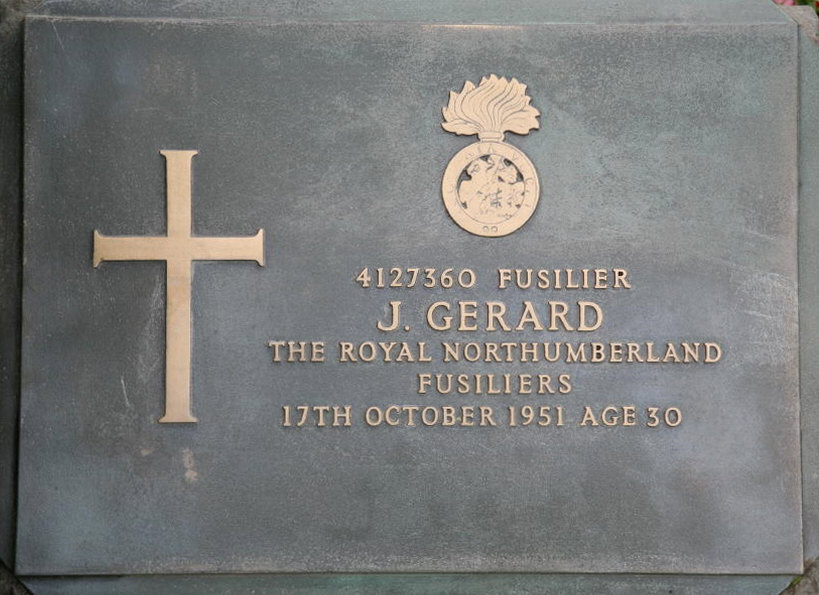 4127360 FUSILIER
J. GERARD
THE ROYAL NORTHUMBERLAND
FUSILIERS
17TH OCTOBER 1951 AGE 30